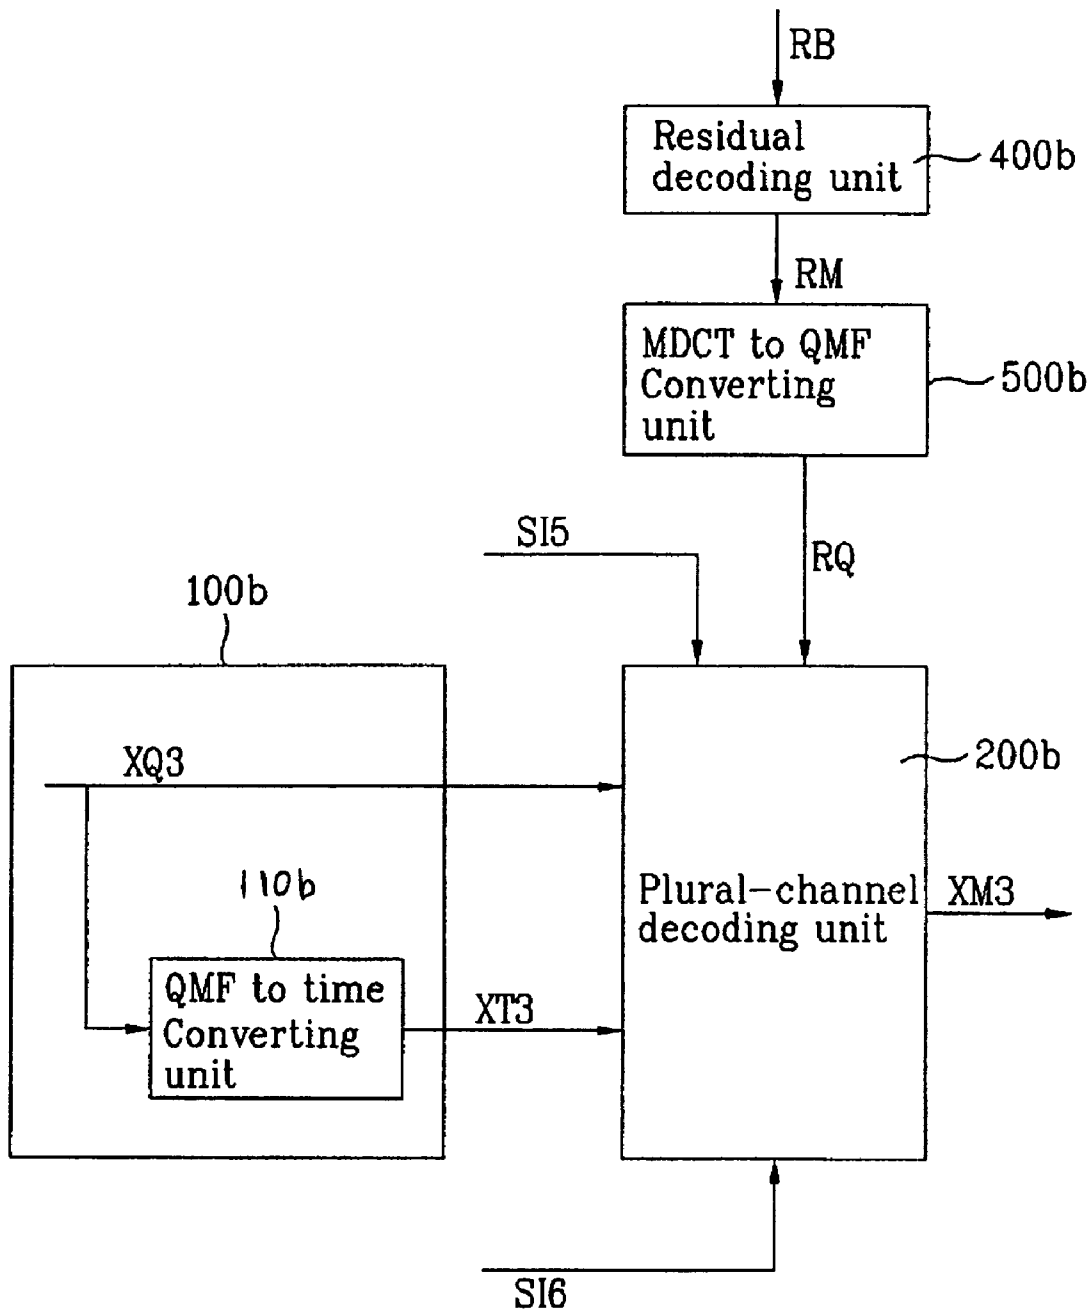 RB
Residual
decoding unit
400b
RM
MDCT to QMF
Converting
unit
500b
SI5
RQ
100b
XQ3
200b
110b
Plural-channel
decoding unit
XM3
QMF to time
Converting
unit
XT3
SI6